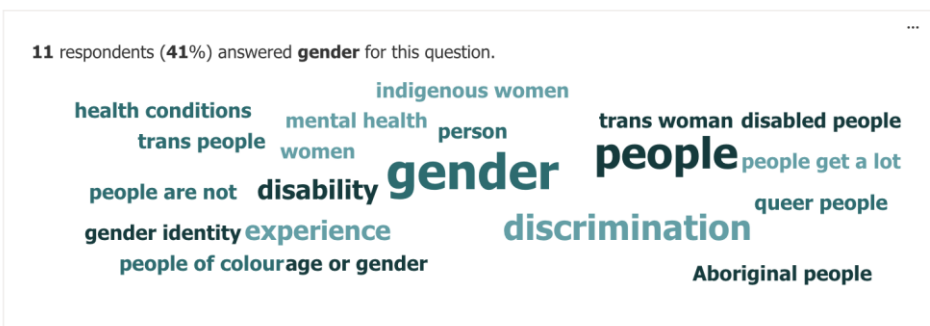 ...
11 respondents (41%) answered gender for this question.
indigenous women
health conditions
mental health
person
trans woman
disabled people
trans people
women
gender
people
people get a lot
people are not
disability
queer people
gender identity
experience
discrimination
people of colour
age or gender
Aboriginal people